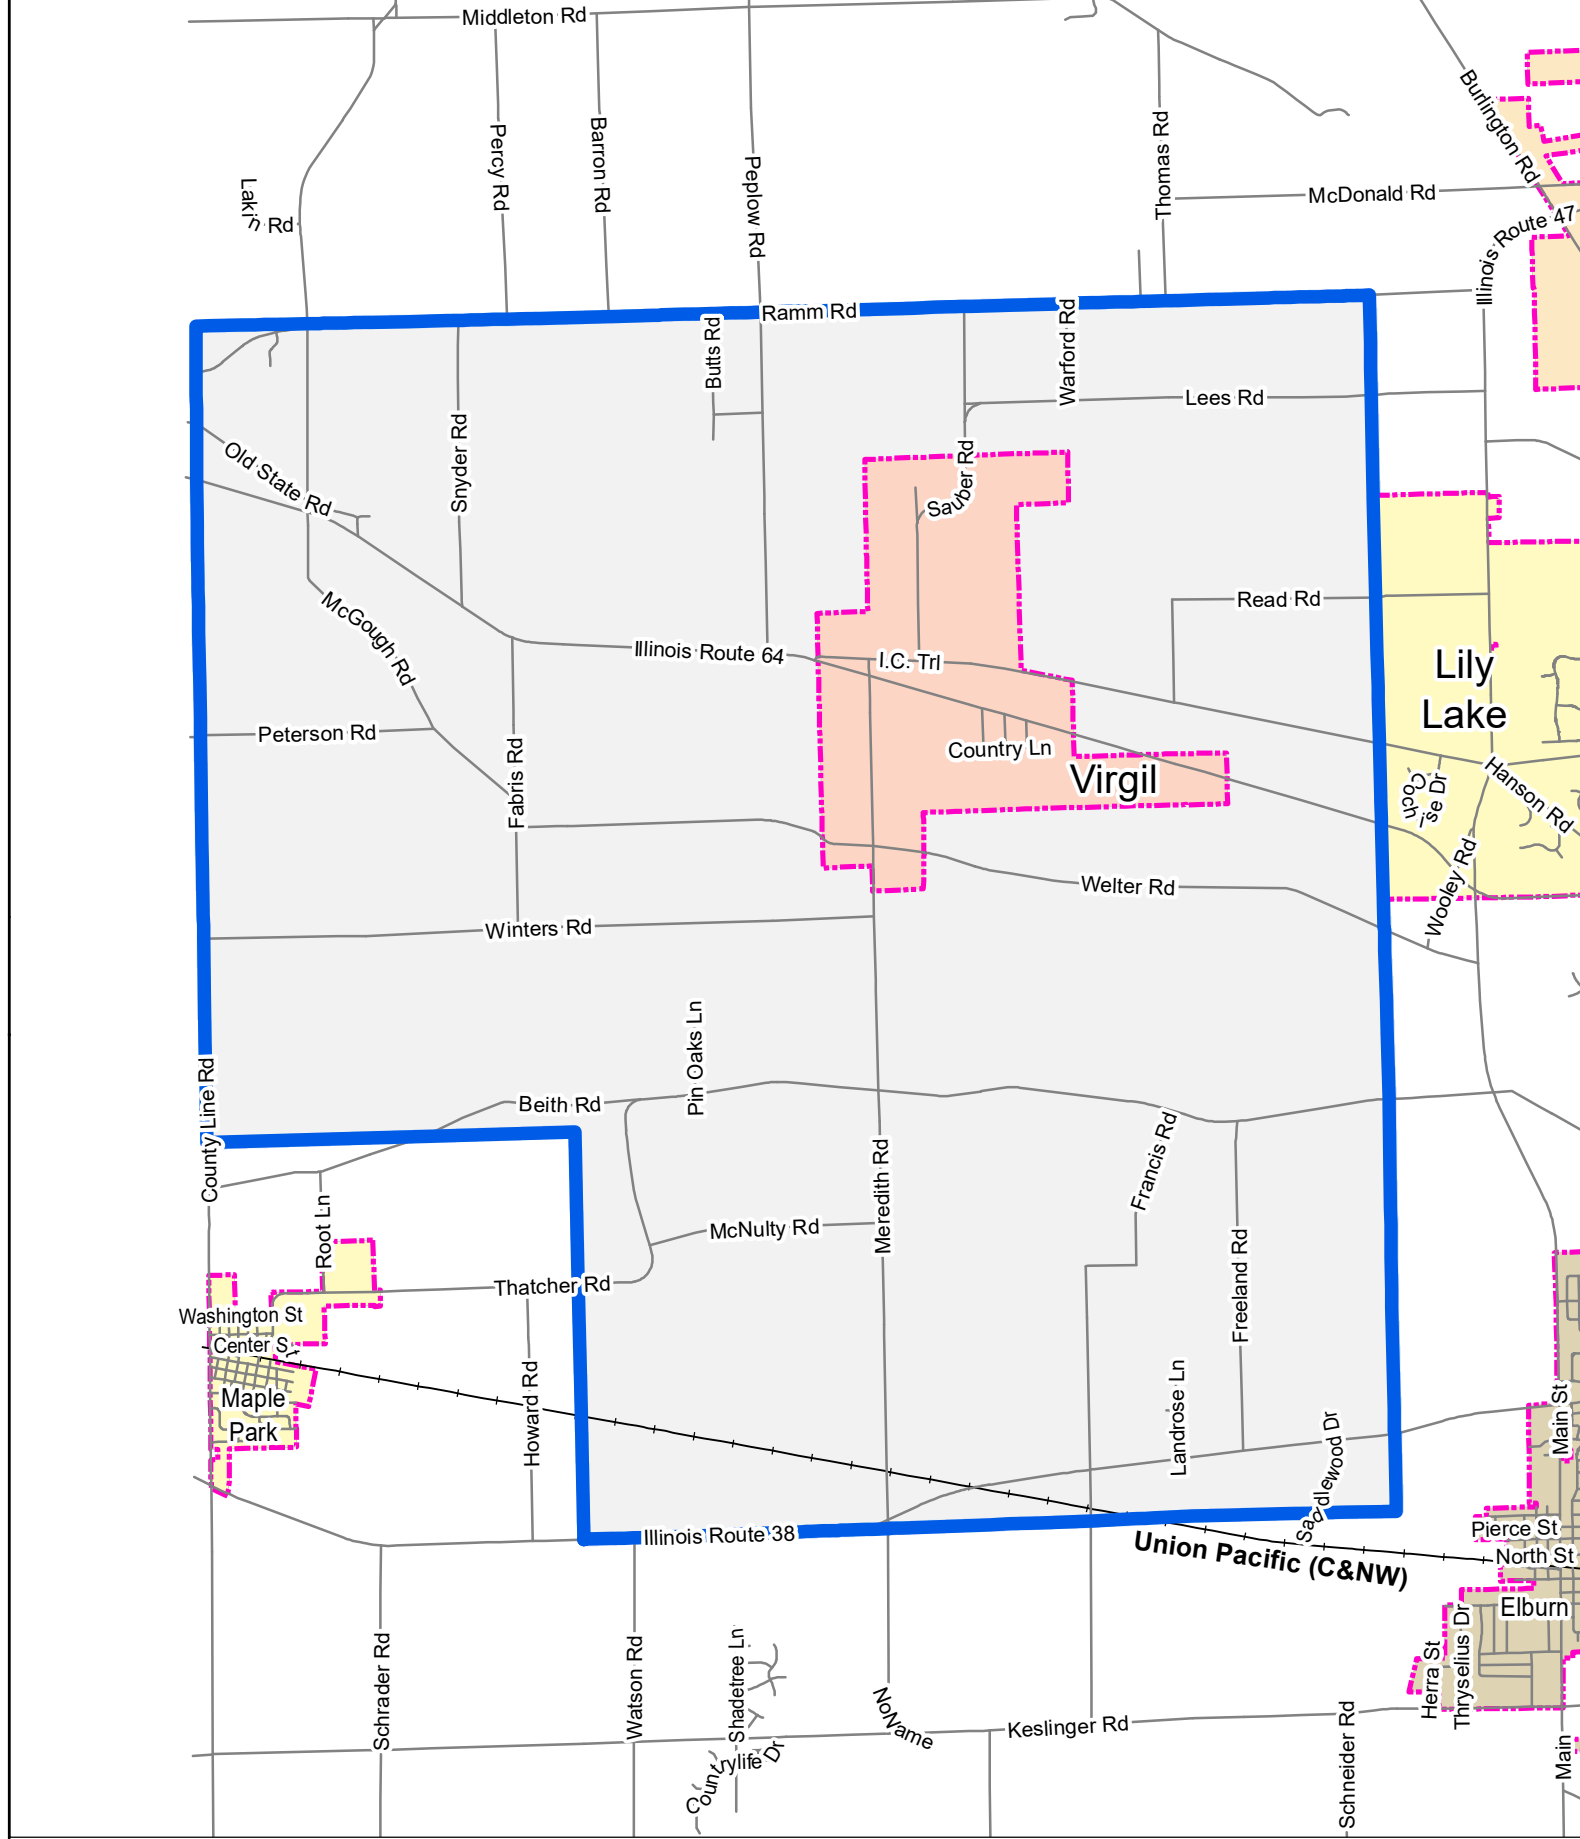 Middleton Rd
Percy Rd
Barron Rd
Peplow Rd
Thomas Rd
Burlington Rd
McDonald Rd
Lakin Rd
Illinois Route 47
Ramm Rd
Butts Rd
Warford Rd
Lees Rd
Snyder Rd
Old State Rd
Sauber Rd
McGough Rd
Read Rd
Illinois Route 64
I.C. Trl
Lily
Lake
Peterson Rd
Fabris Rd
Country Ln
Virgil
Cochise Dr
Hanson Rd
Wooley Rd
Welter Rd
Winters Rd
Pin Oaks Ln
County Line Rd
Beith Rd
Francis Rd
Meredith Rd
Root Ln
McNulty Rd
Freeland Rd
Thatcher Rd
Washington St
Center St
Maple
Park
Howard Rd
Landrose Ln
Saddlewood Dr
Main St
Illinois Route 38
Union Pacific (C&NW)
Pierce St
North St
Elburn
Schrader Rd
Watson Rd
Shadetree Ln
NoName
Keslinger Rd
Herra St
Thryselius Dr
Countrylife Dr
Schneider Rd
Main